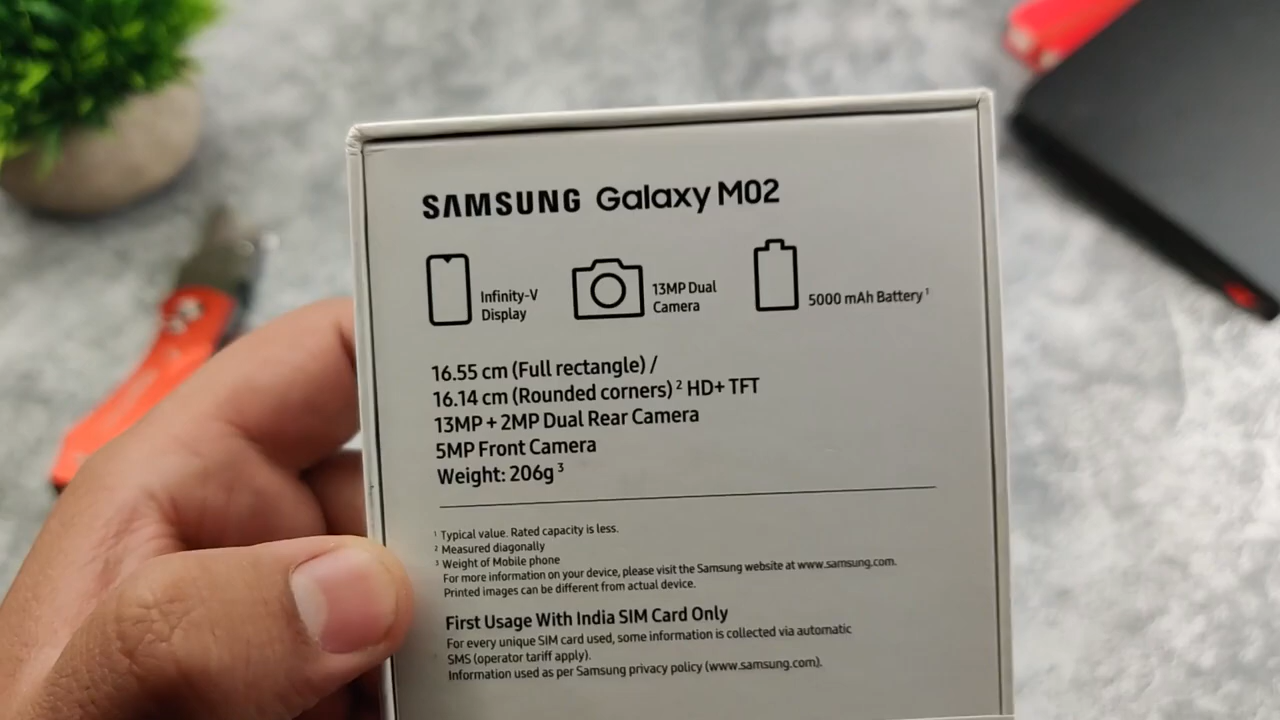 SAMSUNG Galaxy M02
Infinity-V
Display
13MP Dual
Camera
5000 mAh Battery¹
16.55 cm (Full rectangle) /
16.14 cm (Rounded corners)² HD+ TFT
13MP + 2MP Dual Rear Camera
5MP Front Camera
Weight: 206g³
¹ Typical value. Rated capacity is less.
² Measured diagonally
³ Weight of Mobile phone
For more information on your device, please visit the Samsung website at www.samsung.com.
Printed images can be different from actual device.
First Usage With India SIM Card Only
For every unique SIM card used, some information is collected via automatic
SMS (operator tariff apply).
Information used as per Samsung privacy policy (www.samsung.com).